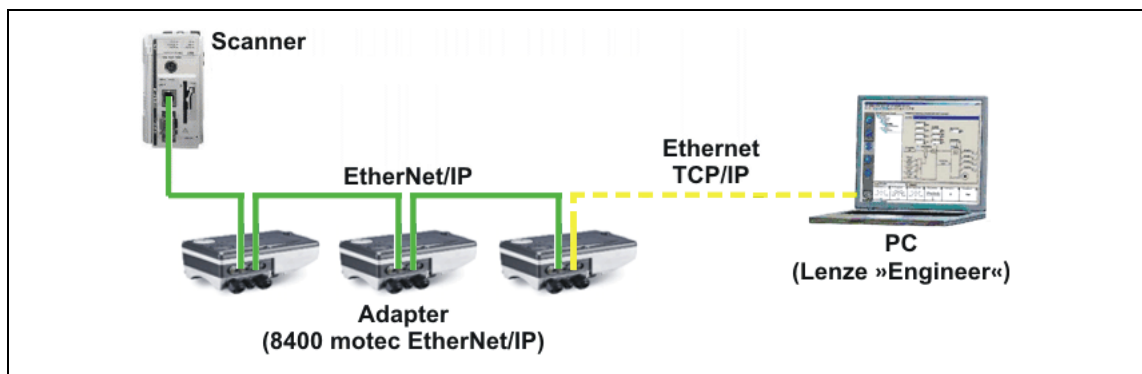 Scanner
EtherNet/IP
Ethernet
TCP/IP
PC
(Lenze »Engineer«)
Adapter
(8400 motec EtherNet/IP)